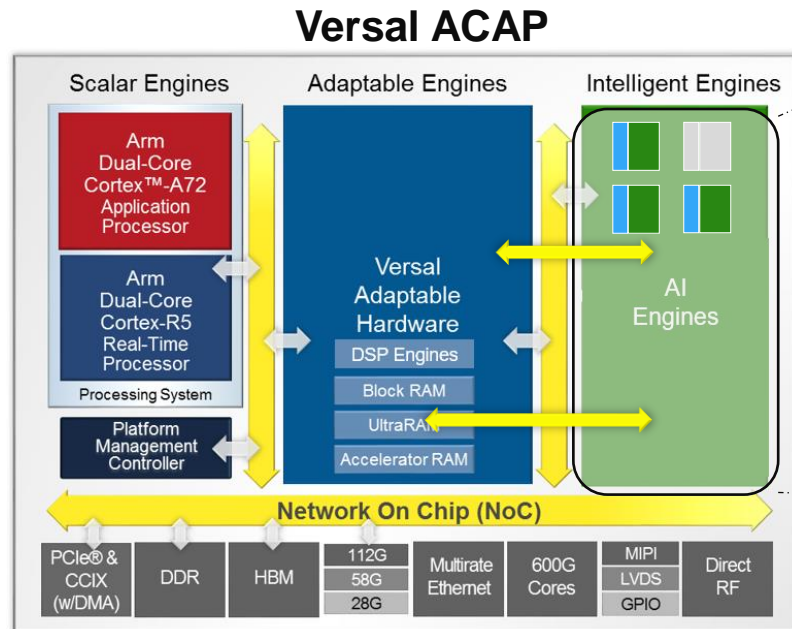 Versal ACAP
Scalar Engines
Adaptable Engines
Intelligent Engines
Arm
Dual-Core
Cortex™-A72
Application
Processor
Arm
Dual-Core
Cortex-R5
Real-Time
Processor
Processing System
Platform
Management
Controller
Versal
Adaptable
Hardware
DSP Engines
Block RAM
UltraRAM
Accelerator RAM
AI
Engines
Network On Chip (NoC)
PCIe® &
CCIX
(w/DMA)
DDR
HBM
112G
58G
28G
Multirate
Ethernet
600G
Cores
MIPI
LVDS
GPIO
Direct
RF